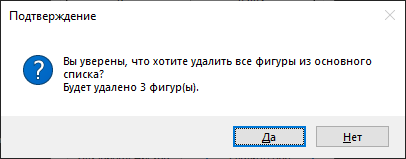 Подтверждение
Вы уверены, что хотите удалить все фигуры из основного
списка?
Будет удалено 3 фигур(ы).
Да
Нет